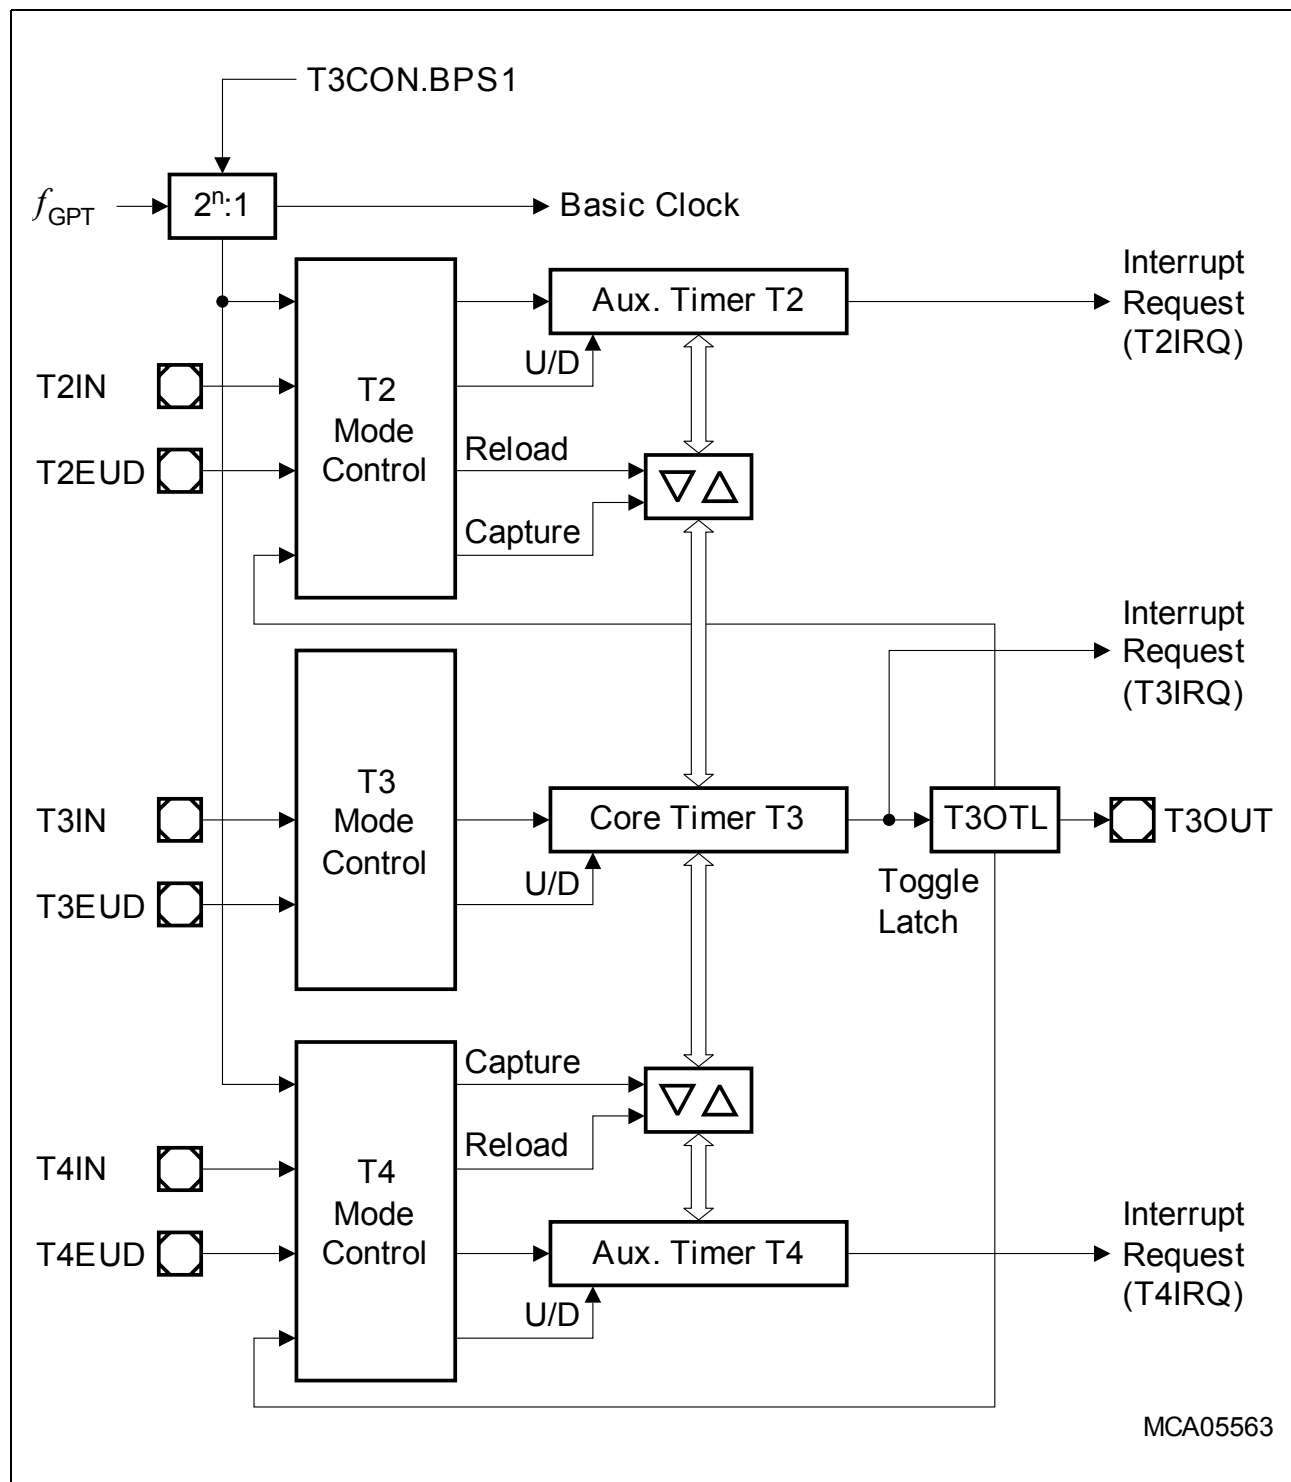 T3CON.BPS1
fGPT
2ⁿ:1
Basic Clock
Interrupt
Request
(T2IRQ)
Aux. Timer T2
U/D
T2IN
T2
Mode
Control
T2EUD
Reload
Capture
Interrupt
Request
(T3IRQ)
T3
Mode
Control
T3IN
Core Timer T3
T3OTL
T3OUT
U/D
Toggle
Latch
T3EUD
Capture
Reload
T4IN
T4
Mode
Control
T4EUD
Aux. Timer T4
U/D
Interrupt
Request
(T4IRQ)
MCA05563